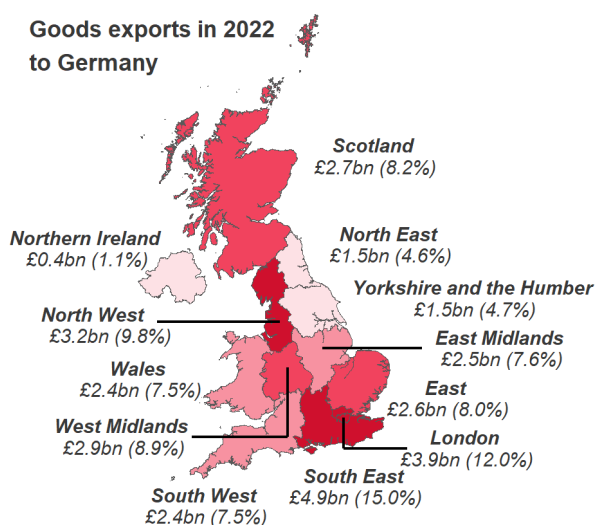 Goods exports in 2022
to Germany
Scotland
£2.7bn (8.2%)
Northern Ireland
£0.4bn (1.1%)
North East
£1.5bn (4.6%)
Yorkshire and the Humber
£1.5bn (4.7%)
North West
£3.2bn (9.8%)
East Midlands
£2.5bn (7.6%)
Wales
£2.4bn (7.5%)
East
£2.6bn (8.0%)
West Midlands
£2.9bn (8.9%)
London
£3.9bn (12.0%)
South East
£4.9bn (15.0%)
South West
£2.4bn (7.5%)